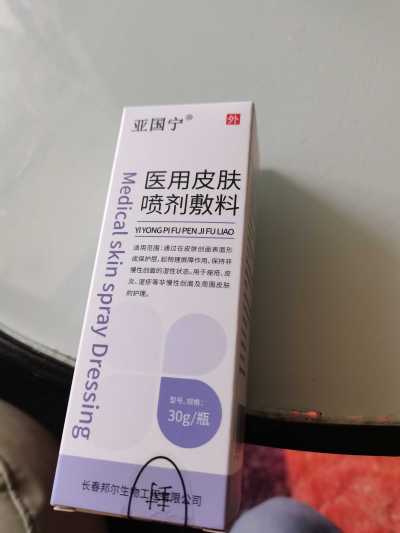 亚国宁®
外
医用皮肤
喷剂敷料
YI YONG PI FU PEN JI FU LIAO
适用范围:通过在皮肤创面表面形
成保护层,起物理屏障作用,保持非
慢性创面的湿性状态。用于痤疮、皮
炎、湿疹等非慢性创面及周围皮肤
的护理。
Medical skin spray Dressing
型号、规格:
30g/瓶
长春邦尔生物工程有限公司